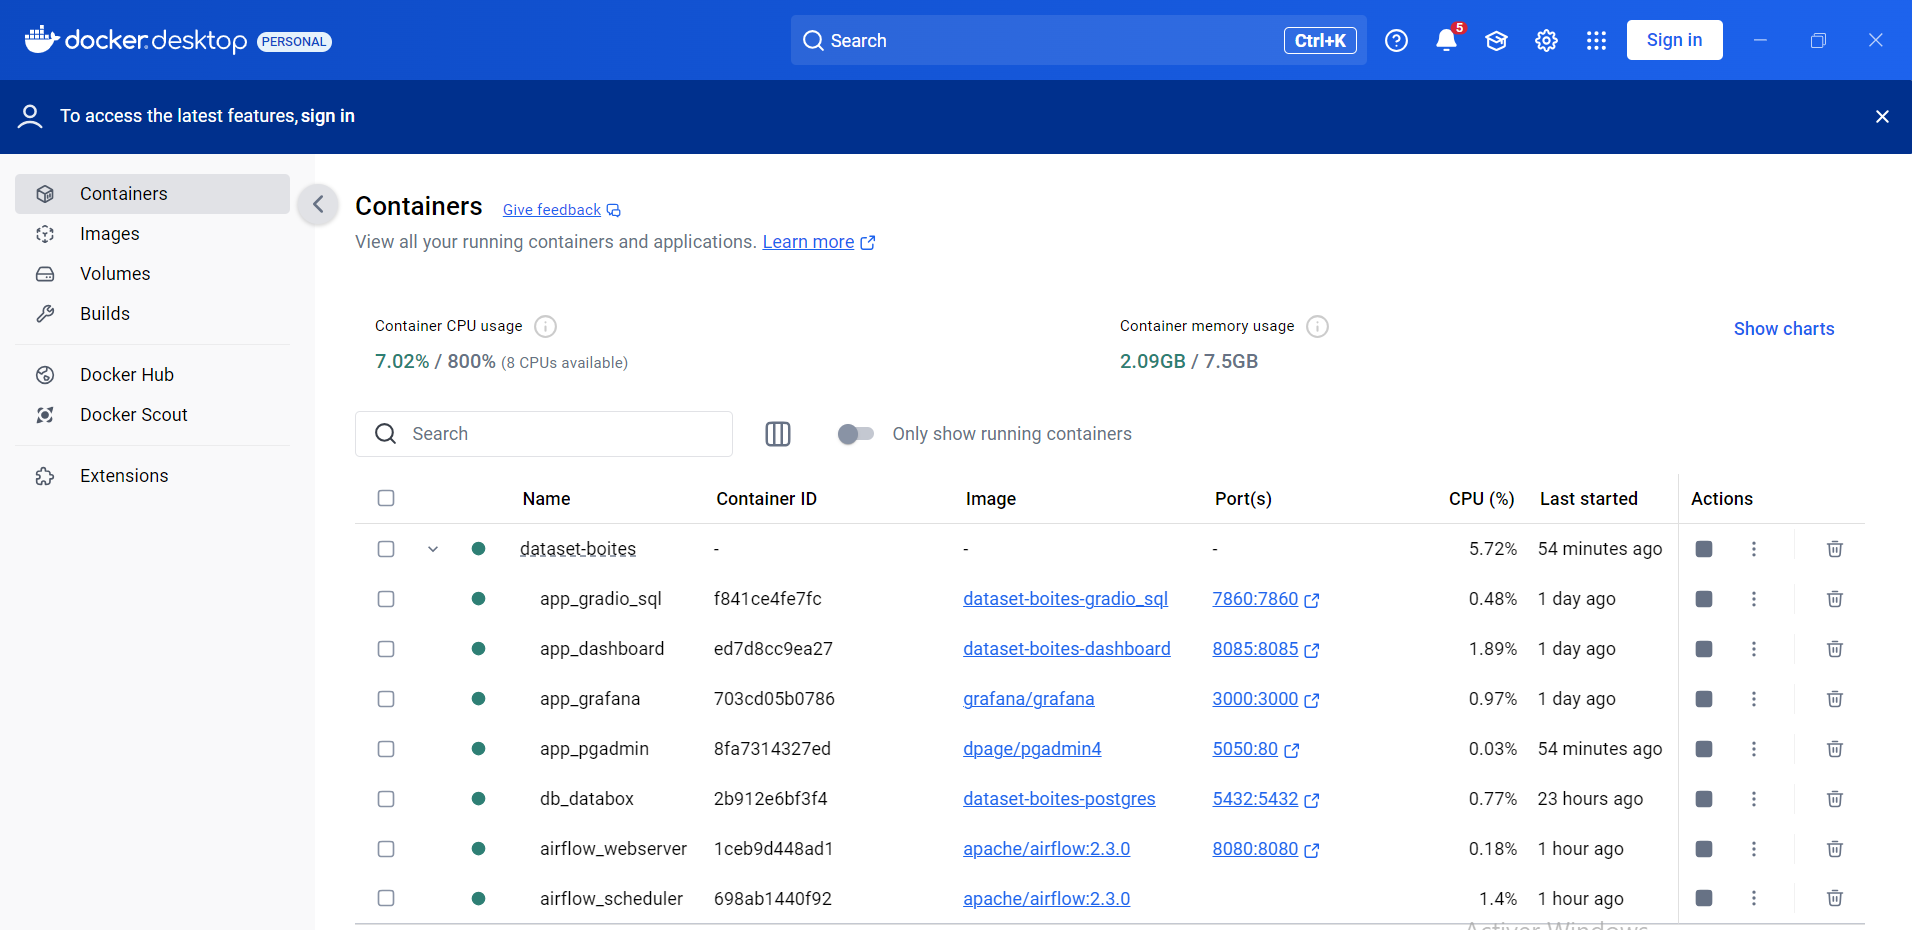 docker.desktop PERSONAL
Search Ctrl+K
5
Sign in
To access the latest features, sign in
Containers
Images
Volumes
Builds
Docker Hub
Docker Scout
Extensions
Containers Give feedback
View all your running containers and applications. Learn more
Container CPU usage
7.02% / 800% (8 CPUs available)
Container memory usage
2.09GB / 7.5GB
Show charts
Search
Only show running containers
Name Container ID Image Port(s) CPU (%) Last started Actions
dataset-boites - - - 5.72% 54 minutes ago
app_gradio_sql f841ce4fe7fc dataset-boites-gradio_sql 7860:7860 0.48% 1 day ago
app_dashboard ed7d8cc9ea27 dataset-boites-dashboard 8085:8085 1.89% 1 day ago
app_grafana 703cd05b0786 grafana/grafana 3000:3000 0.97% 1 day ago
app_pgadmin 8fa7314327ed dpage/pgadmin4 5050:80 0.03% 54 minutes ago
db_databox 2b912e6bf3f4 dataset-boites-postgres 5432:5432 0.77% 23 hours ago
airflow_webserver 1ceb9d448ad1 apache/airflow:2.3.0 8080:8080 0.18% 1 hour ago
airflow_scheduler 698ab1440f92 apache/airflow:2.3.0 1.4% 1 hour ago
Activer Windows